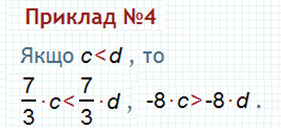 Приклад №4
Якщо c<d , то
7/3 · c < 7/3 · d , -8 · c>-8 · d .